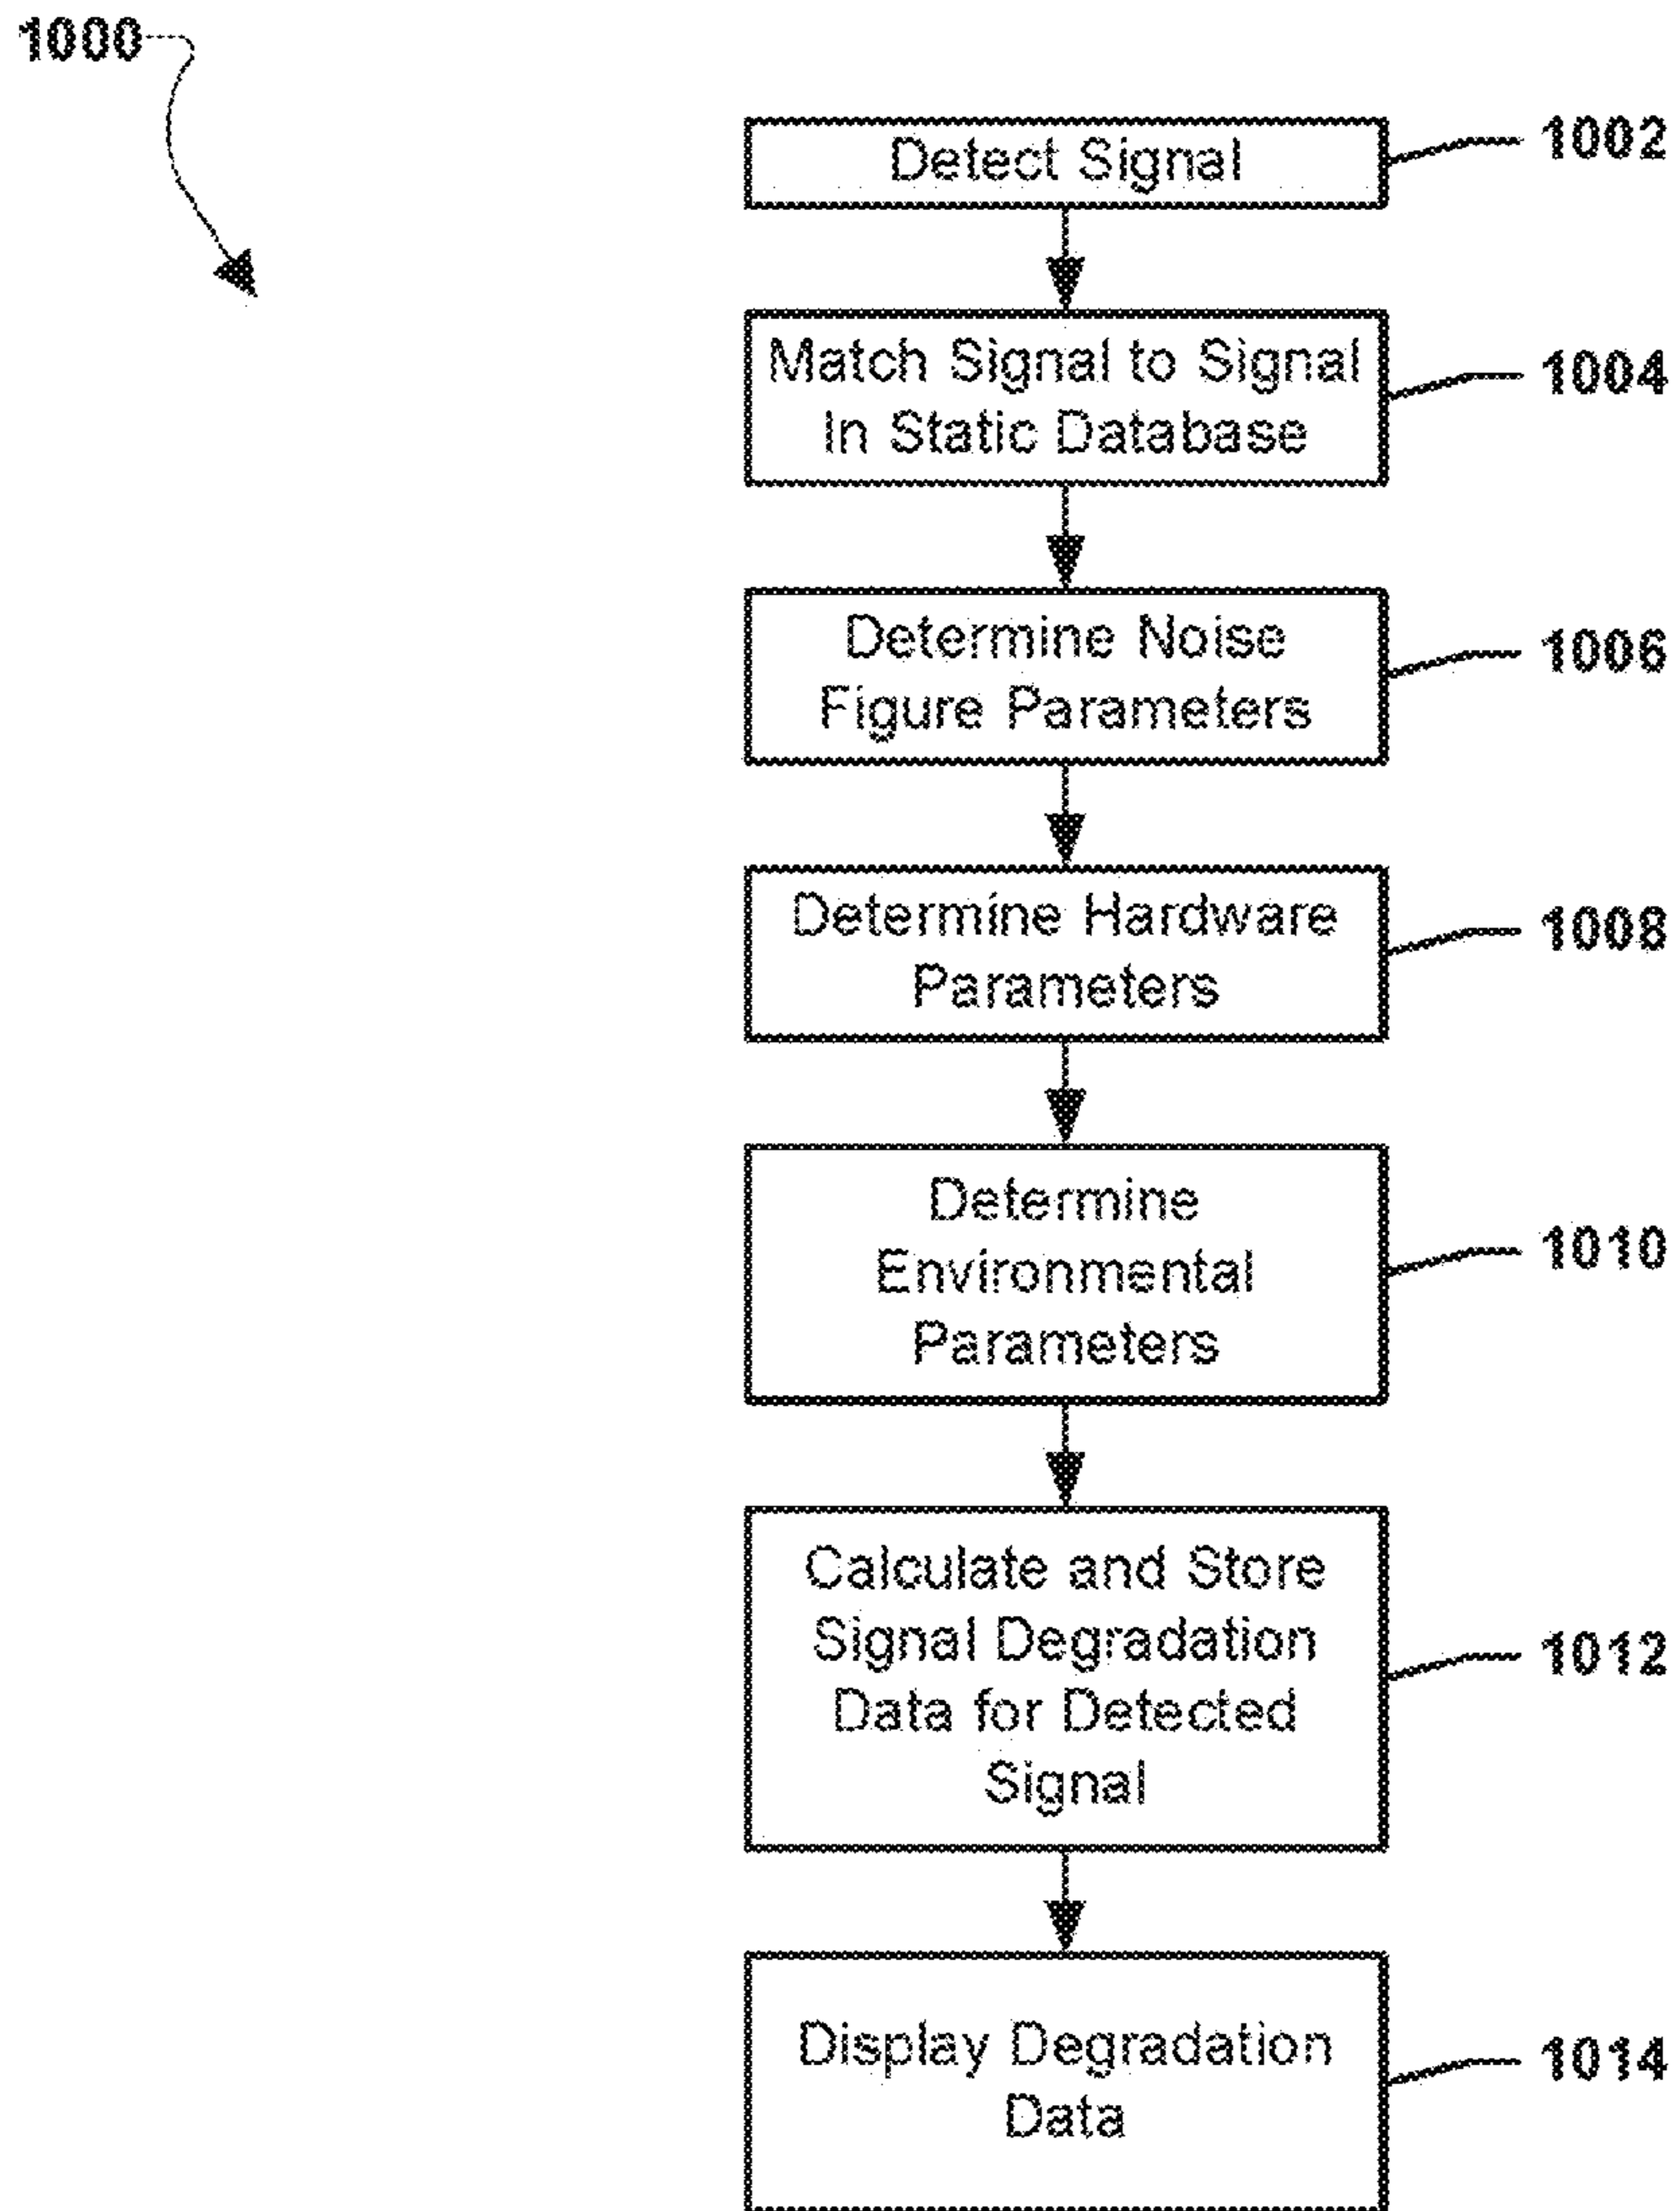 1000
Detect Signal
1002
Match Signal to Signal
In Static Database
1004
Determine Noise
Figure Parameters
1006
Determine Hardware
Parameters
1008
Determine
Environmental
Parameters
1010
Calculate and Store
Signal Degradation
Data for Detected
Signal
1012
Display Degradation
Data
1014